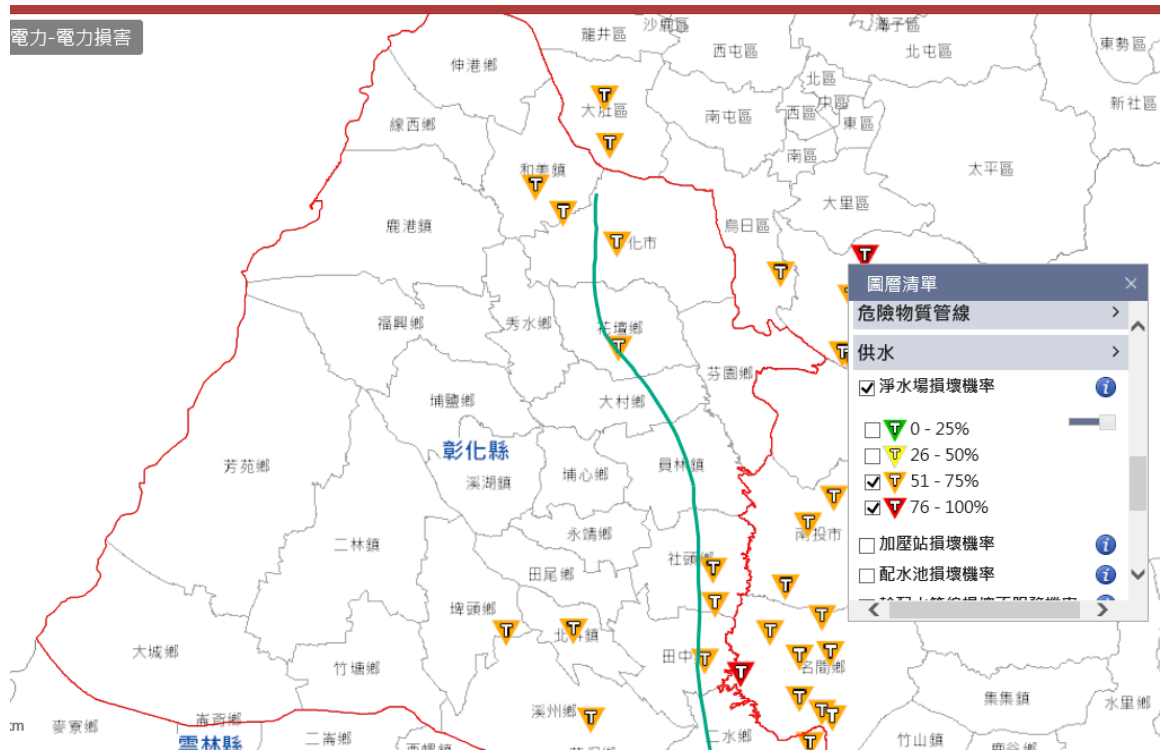 電力-電力損害
沙鹿區
龍井區
潭子區
西屯區
北屯區
東勢區
伸港鄉
北區
大肚區
南屯區
西區
中區
東區
新社區
線西鄉
南區
和美鎮
太平區
大里區
鹿港鎮
烏日區
化市
圖層清單
危險物質管線
供水
淨水場損壞機率
0 - 25%
26 - 50%
51 - 75%
76 - 100%
加壓站損壞機率
配水池損壞機率
福興鄉
秀水鄉
花壇鄉
芬園鄉
埔鹽鄉
大村鄉
彰化縣
芳苑鄉
員林鎮
溪湖鎮
埔心鄉
南投市
永靖鄉
二林鎮
社頭鄉
田尾鄉
埤頭鄉
北斗鎮
大城鄉
竹塘鄉
田中
名間鄉
集集鎮
水里鄉
溪州鄉
km
麥寮鄉
崙背鄉
雲林縣
二崙鄉
西螺鎮
二水鄉
竹山鎮
鹿谷鄉